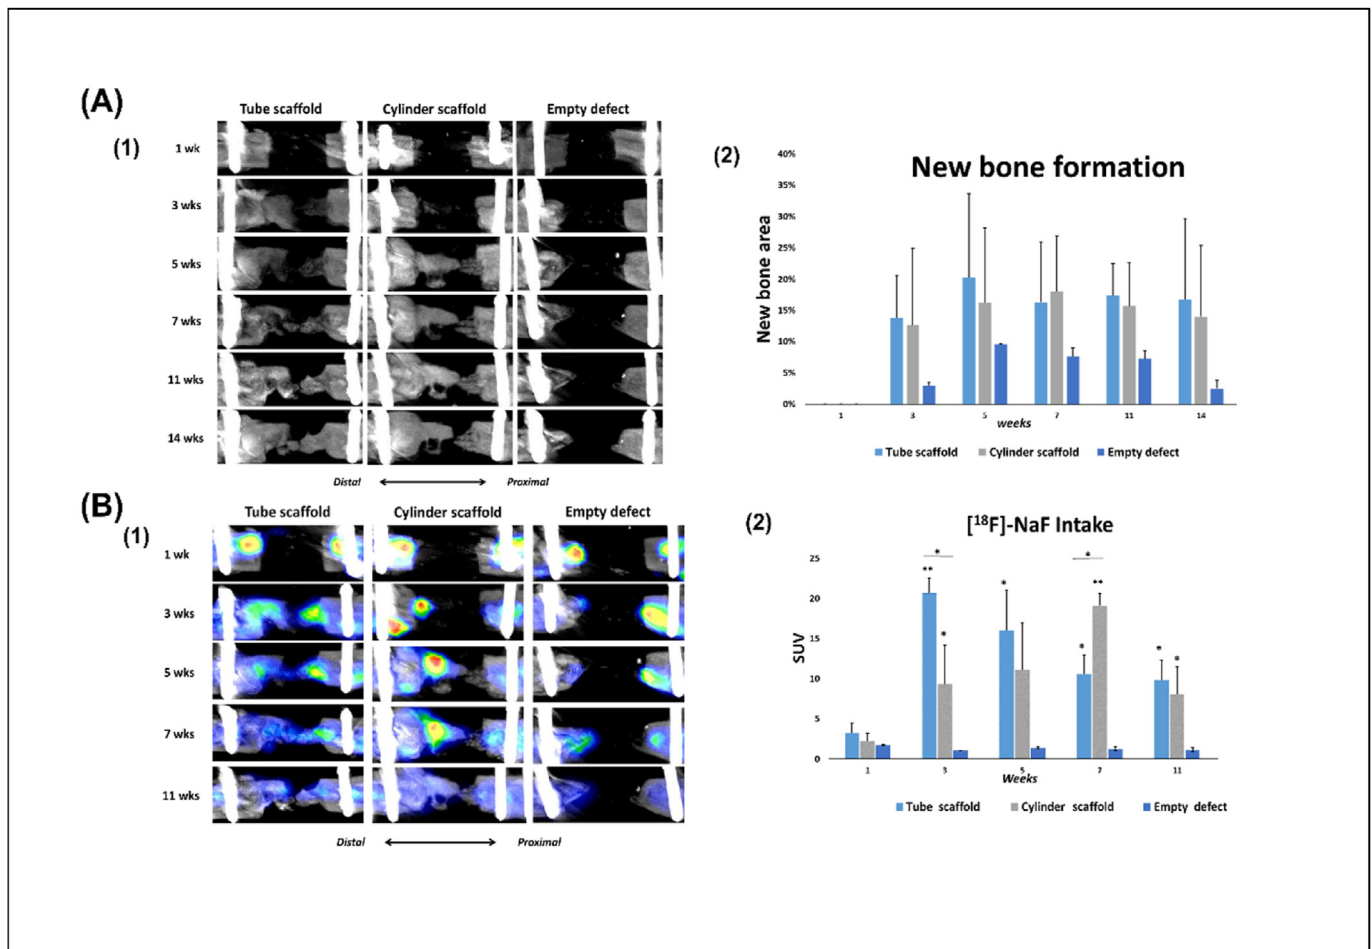 (A)
Tube scaffold Cylinder scaffold Empty defect
(1)
1 wk
3 wks
5 wks
7 wks
11 wks
14 wks
Distal Proximal
(2)
New bone formation
New bone area
40%
35%
30%
25%
20%
15%
10%
5%
0%
1 3 5 7 11 14
weeks
Tube scaffold Cylinder scaffold Empty defect
(B)
Tube scaffold Cylinder scaffold Empty defect
(1)
1 wk
3 wks
5 wks
7 wks
11 wks
Distal Proximal
(2)
[¹⁸F]-NaF Intake
SUV
25
20
15
10
5
0
* *
** * * * ** * *
1 3 5 7 11
Weeks
Tube scaffold Cylinder scaffold Empty defect